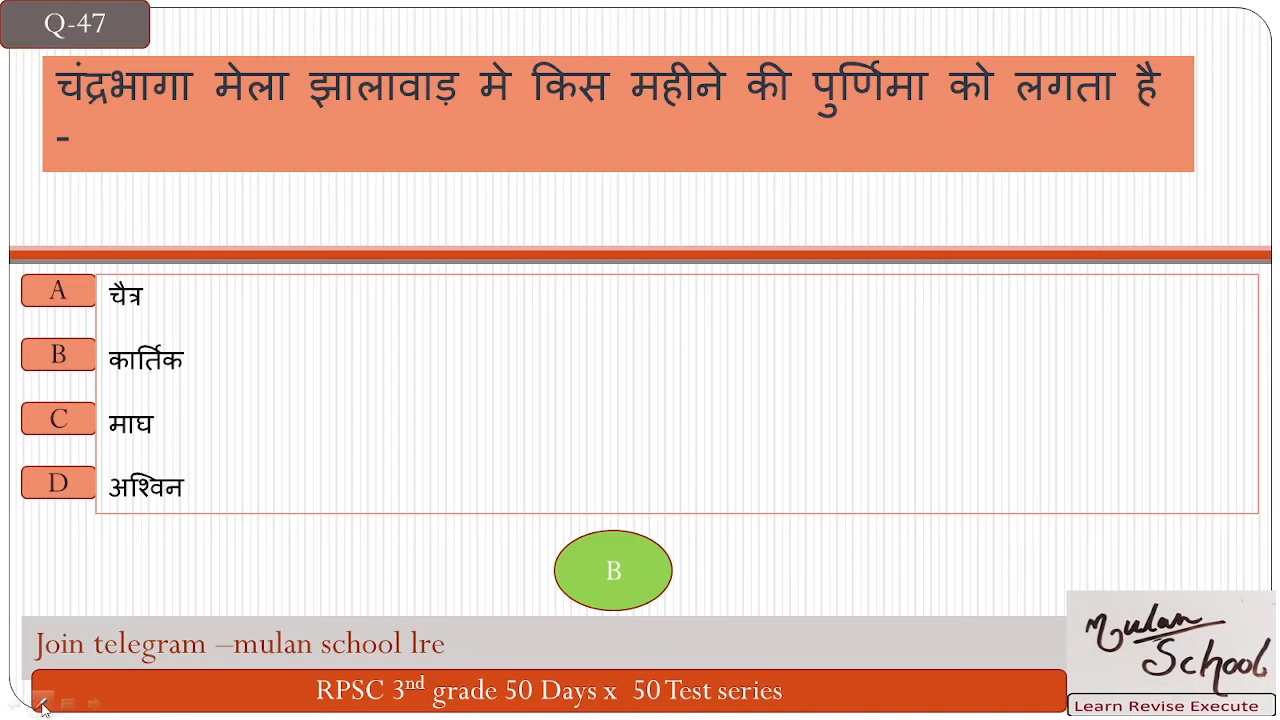 Q-47
चंद्रभागा मेला झालावाड़ मे किस महीने की पुर्णिमा को लगता है
-
A चैत्र
B कार्तिक
C माघ
D अश्विन
B
Join telegram –mulan school lre
RPSC 3nd grade 50 Days x 50 Test series
Mulan
School
Learn Revise Execute